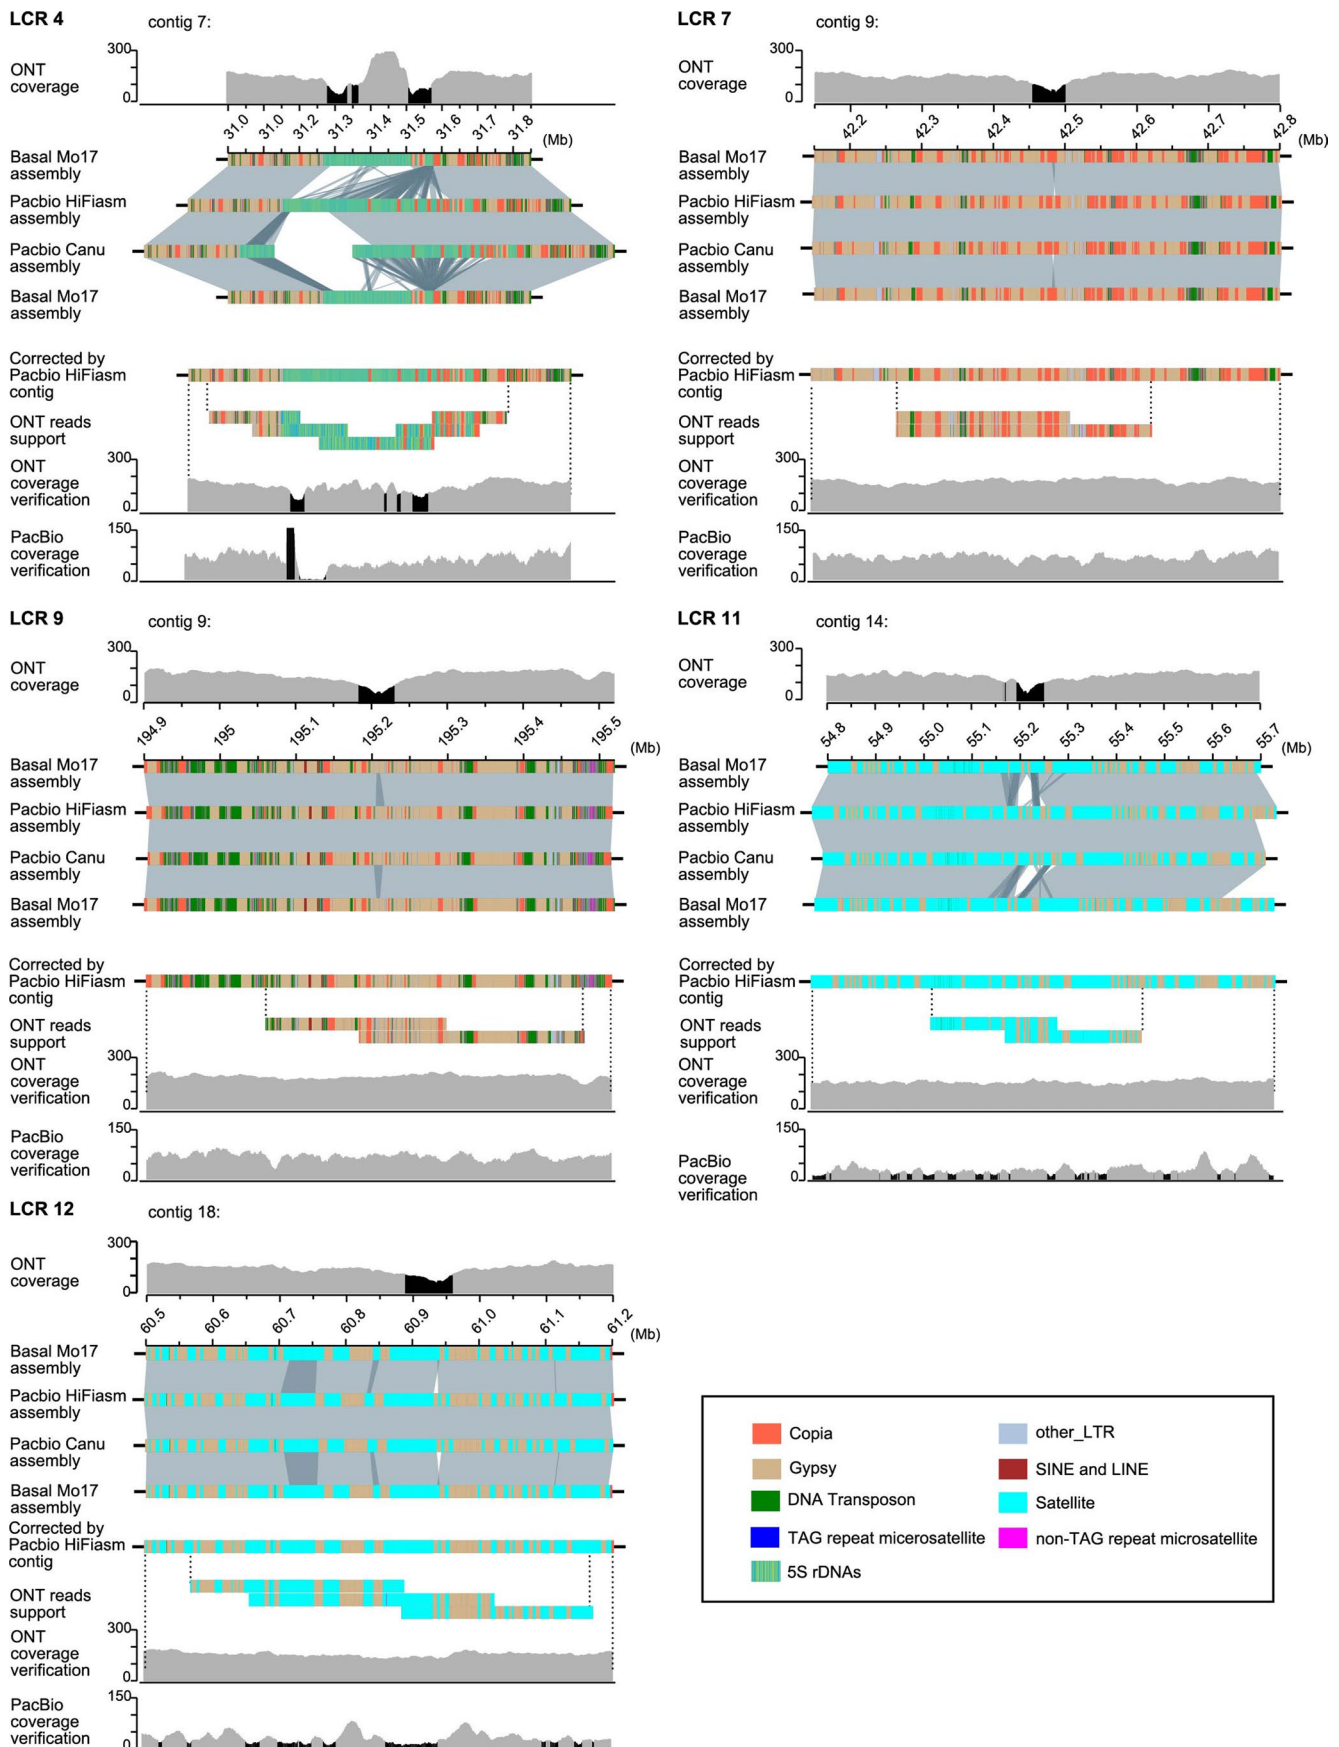 LCR 4
contig 7:
ONT
coverage
300
0
31.0 31.0 31.2 31.3 31.4 31.5 31.6 31.7 31.8
(Mb)
Basal Mo17
assembly
Pacbio HiFiasm
assembly
Pacbio Canu
assembly
Basal Mo17
assembly
Corrected by
Pacbio HiFiasm
contig
ONT reads
support
ONT
coverage
verification
300
0
PacBio
coverage
verification
150
0
LCR 7
contig 9:
ONT
coverage
300
0
42.2 42.3 42.4 42.5 42.6 42.7 42.8
(Mb)
Basal Mo17
assembly
Pacbio HiFiasm
assembly
Pacbio Canu
assembly
Basal Mo17
assembly
Corrected by
Pacbio HiFiasm
contig
ONT reads
support
ONT
coverage
verification
300
0
PacBio
coverage
verification
150
0
LCR 9
contig 9:
ONT
coverage
300
0
194.9 195 195.1 195.2 195.3 195.4 195.5
(Mb)
Basal Mo17
assembly
Pacbio HiFiasm
assembly
Pacbio Canu
assembly
Basal Mo17
assembly
Corrected by
Pacbio HiFiasm
contig
ONT reads
support
ONT
coverage
verification
300
0
PacBio
coverage
verification
150
0
LCR 11
contig 14:
ONT
coverage
300
0
54.8 54.9 55.0 55.1 55.2 55.3 55.4 55.5 55.6 55.7
(Mb)
Basal Mo17
assembly
Pacbio HiFiasm
assembly
Pacbio Canu
assembly
Basal Mo17
assembly
Corrected by
Pacbio HiFiasm
contig
ONT reads
support
ONT
coverage
verification
300
0
PacBio
coverage
verification
150
0
LCR 12
contig 18:
ONT
coverage
300
0
60.5 60.6 60.7 60.8 60.9 61.0 61.1 61.2
(Mb)
Basal Mo17
assembly
Pacbio HiFiasm
assembly
Pacbio Canu
assembly
Basal Mo17
assembly
Corrected by
Pacbio HiFiasm
contig
ONT reads
support
ONT
coverage
verification
300
0
PacBio
coverage
verification
150
0
Copia
Gypsy
DNA Transposon
TAG repeat micerosatellite
5S rDNAs
other_LTR
SINE and LINE
Satellite
non-TAG repeat microsatellite